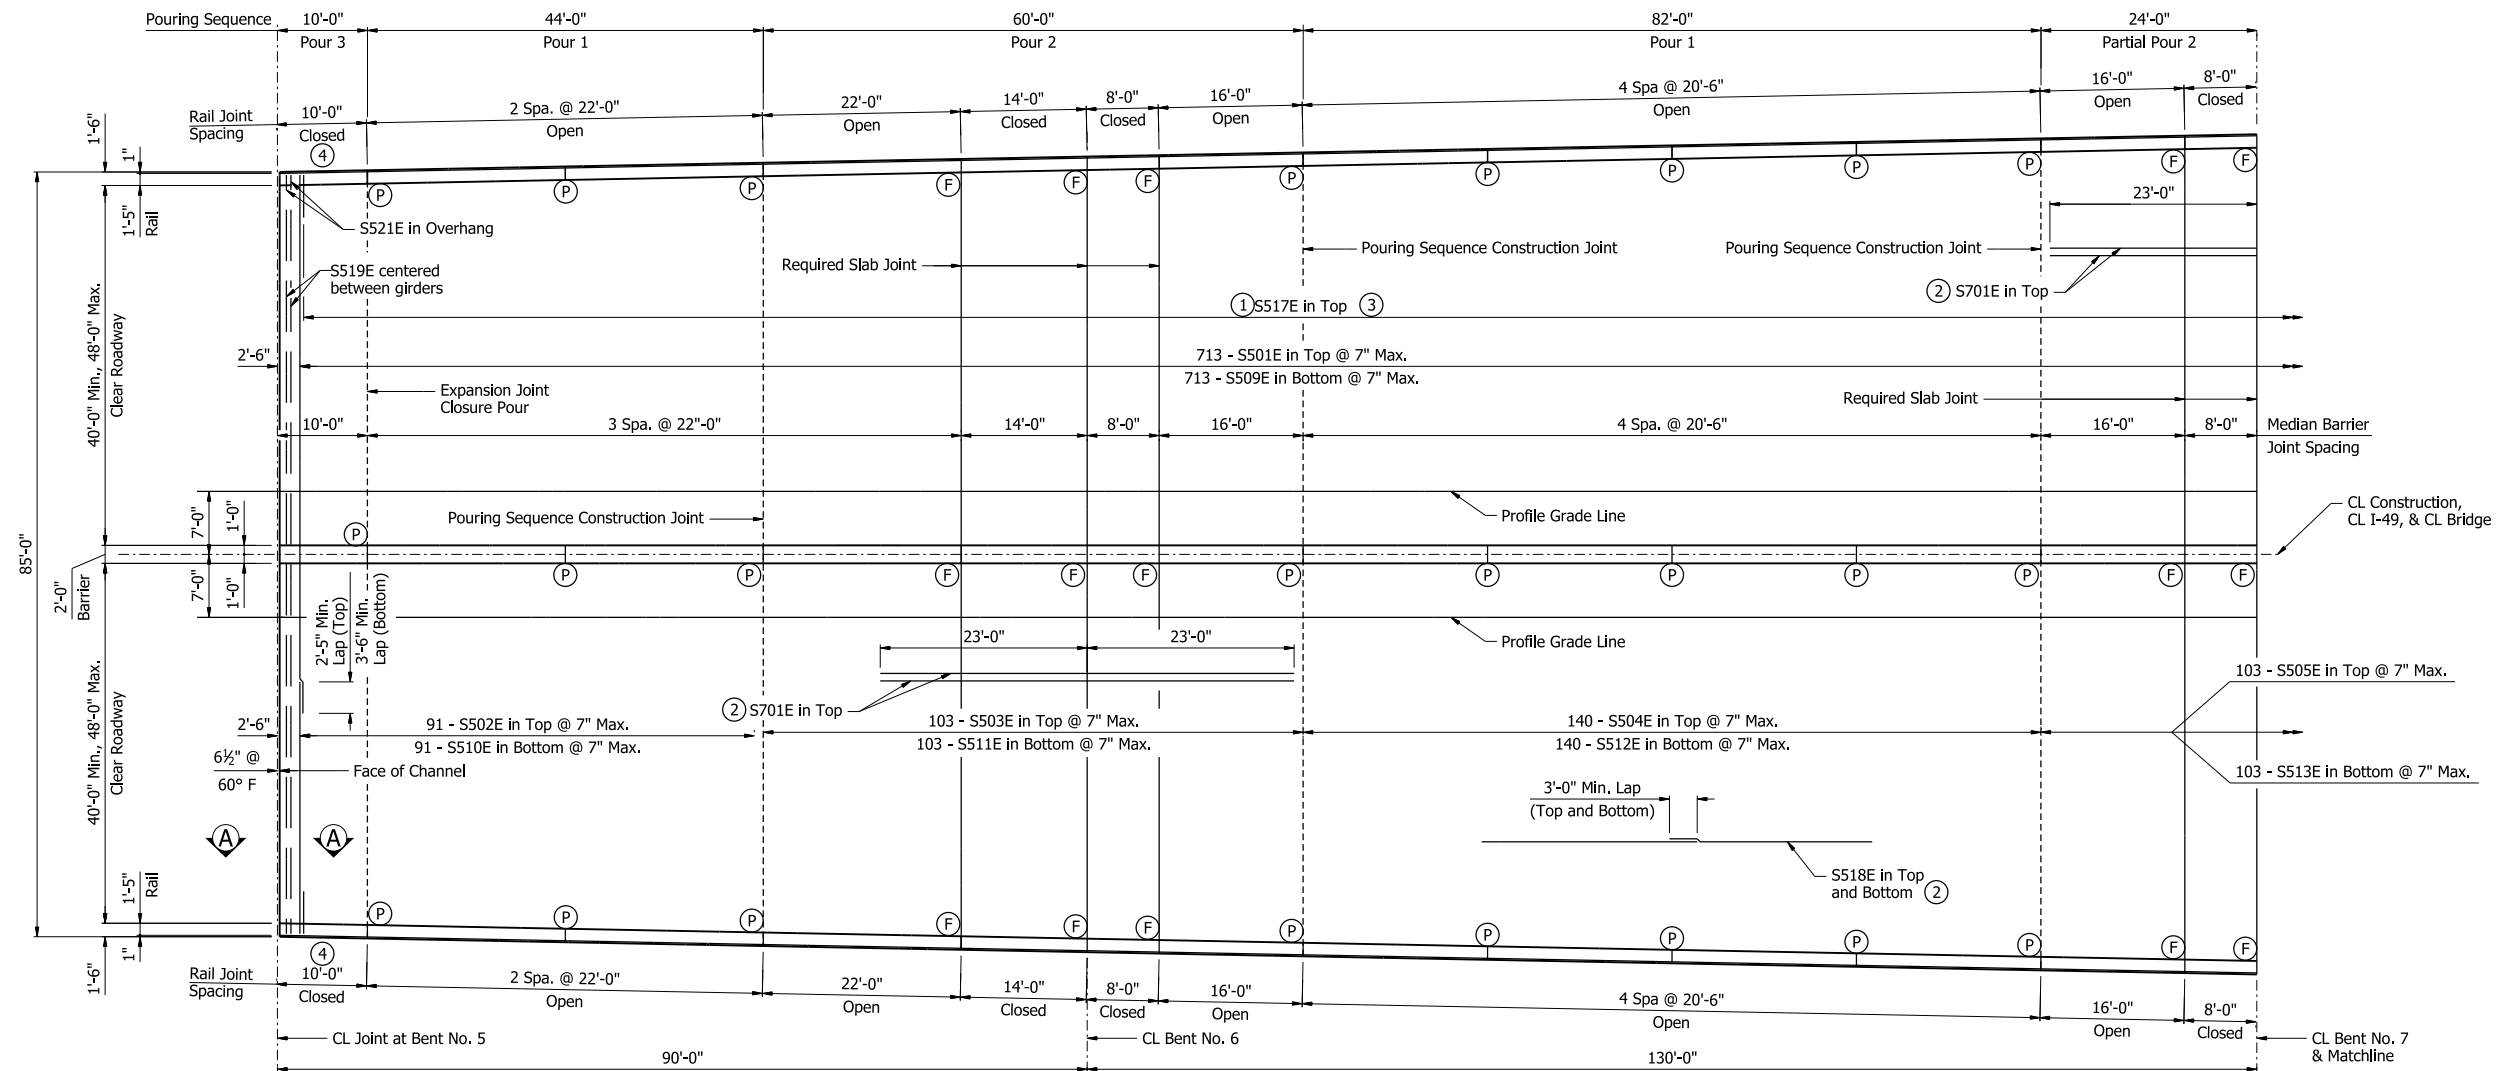 Pouring Sequence
10'-0"
44'-0"
60'-0"
82'-0"
24'-0"
Pour 3
Pour 1
Pour 2
Pour 1
Partial Pour 2
Rail Joint
Spacing
10'-0"
Closed
2 Spa. @ 22'-0"
Open
22'-0"
Open
14'-0"
Closed
8'-0"
Closed
16'-0"
Open
4 Spa @ 20'-6"
Open
16'-0"
Open
8'-0"
Closed
1'-6"
1"
4
1'-5"
Rail
P
P
P
F
F
F
P
P
P
P
P
F
F
23'-0"
S521E in Overhang
Pouring Sequence Construction Joint
Pouring Sequence Construction Joint
Required Slab Joint
S519E centered
between girders
2 S701E in Top
1 S517E in Top 3
40'-0" Min., 48'-0" Max.
Clear Roadway
2'-6"
713 - S501E in Top @ 7" Max.
713 - S509E in Bottom @ 7" Max.
Expansion Joint
Closure Pour
Required Slab Joint
10'-0"
3 Spa. @ 22"-0"
14'-0"
8'-0"
16'-0"
4 Spa. @ 20'-6"
16'-0"
8'-0"
Median Barrier
Joint Spacing
7'-0"
1'-0"
Pouring Sequence Construction Joint
Profile Grade Line
CL Construction,
CL I-49, & CL Bridge
P
85'-0"
2'-0"
Barrier
7'-0"
1'-0"
P
P
F
F
F
P
P
P
P
P
F
F
2'-5" Min.
Lap (Top)
3'-6" Min.
Lap (Bottom)
23'-0"
23'-0"
Profile Grade Line
103 - S505E in Top @ 7" Max.
2 S701E in Top
40'-0" Min., 48'-0" Max.
Clear Roadway
2'-6"
91 - S502E in Top @ 7" Max.
91 - S510E in Bottom @ 7" Max.
103 - S503E in Top @ 7" Max.
103 - S511E in Bottom @ 7" Max.
140 - S504E in Top @ 7" Max.
140 - S512E in Bottom @ 7" Max.
6½" @
60° F
Face of Channel
103 - S513E in Bottom @ 7" Max.
3'-0" Min. Lap
(Top and Bottom)
A
A
S518E in Top
and Bottom 2
1'-5"
Rail
P
P
P
F
F
F
P
P
P
P
P
F
F
1'-6"
1"
4
Rail Joint
Spacing
10'-0"
Closed
2 Spa. @ 22'-0"
Open
22'-0"
Open
14'-0"
Closed
8'-0"
Closed
16'-0"
Open
4 Spa @ 20'-6"
Open
16'-0"
Open
8'-0"
Closed
CL Joint at Bent No. 5
CL Bent No. 6
CL Bent No. 7
& Matchline
90'-0"
130'-0"